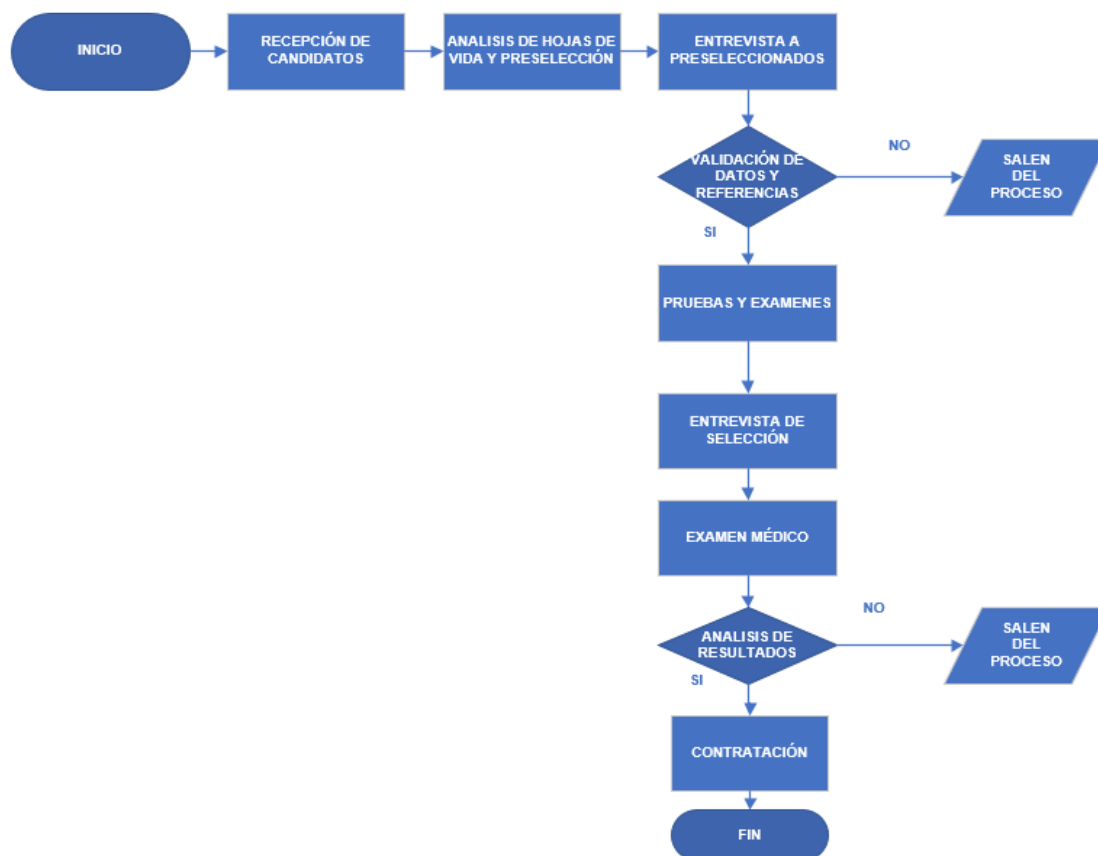 INICIO
RECEPCIÓN DE
CANDIDATOS
ANALISIS DE HOJAS DE
VIDA Y PRESELECCIÓN
ENTREVISTA A
PRESELECCIONADOS
VALIDACIÓN DE
DATOS Y
REFERENCIAS
NO
SALEN
DEL
PROCESO
SI
PRUEBAS Y EXAMENES
ENTREVISTA DE
SELECCIÓN
EXAMEN MÉDICO
ANALISIS DE
RESULTADOS
NO
SALEN
DEL
PROCESO
SI
CONTRATACIÓN
FIN